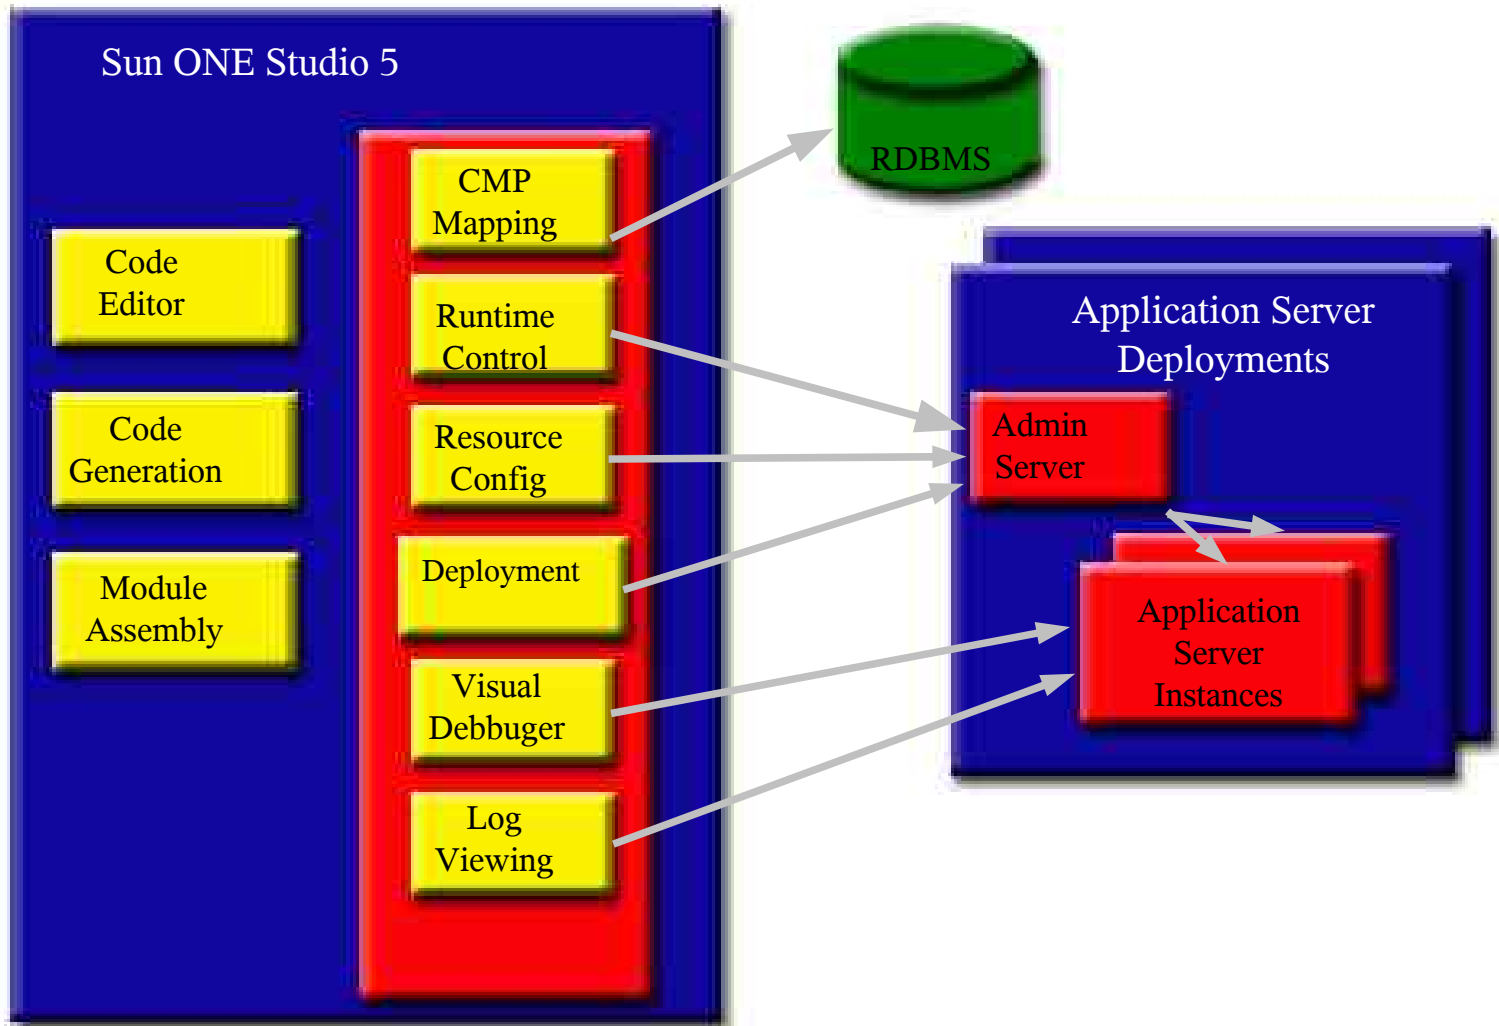 Sun ONE Studio 5
Code
Editor
Code
Generation
Module
Assembly
CMP
Mapping
Runtime
Control
Resource
Config
Deployment
Visual
Debbuger
Log
Viewing
RDBMS
Application Server
Deployments
Admin
Server
Application
Server
Instances